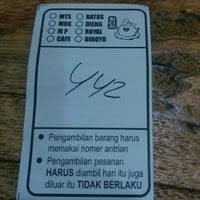 MTS BATOS
MOG DIENG
M P ROYAL
CAFE DINOYO
442
Pengambilan barang harus
memakai nomer antrian
Pengambilan pesanan
HARUS diambil hari itu juga
diluar itu TIDAK BERLAKU